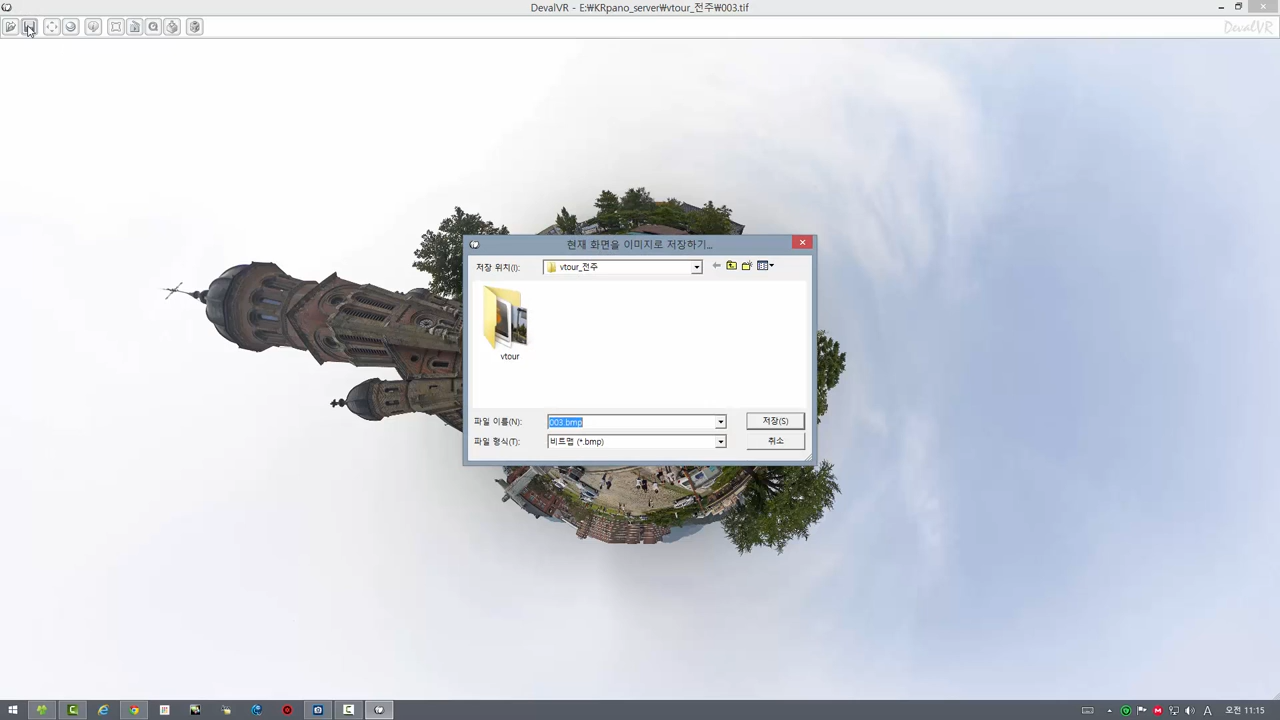 DevalVR - E:₩KRpano_server₩vtour_전주₩003.tif
DevalVR
현재 화면을 이미지로 저장하기...
저장 위치(I):
vtour_전주
vtour
파일 이름(N):
003.bmp
저장(S)
파일 형식(T):
비트맵 (*.bmp)
취소
A
오전 11:15